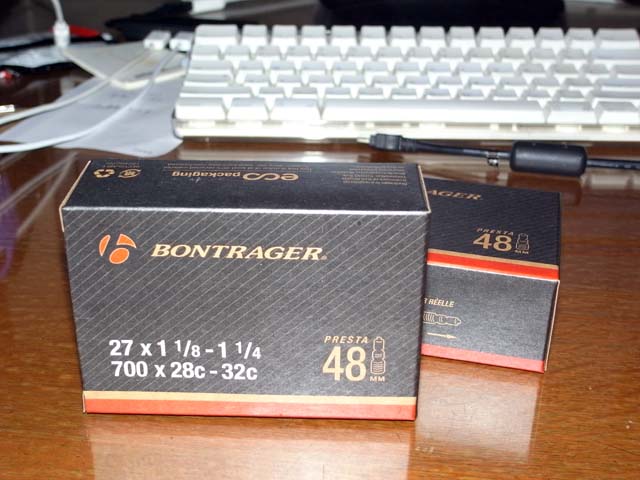 eco packaging
BONTRAGER
27 x 1 1/8 - 1 1/4
700 x 28c - 32c
PRESTA
48
MM
PRESTA
48
MM
R RÉELLE